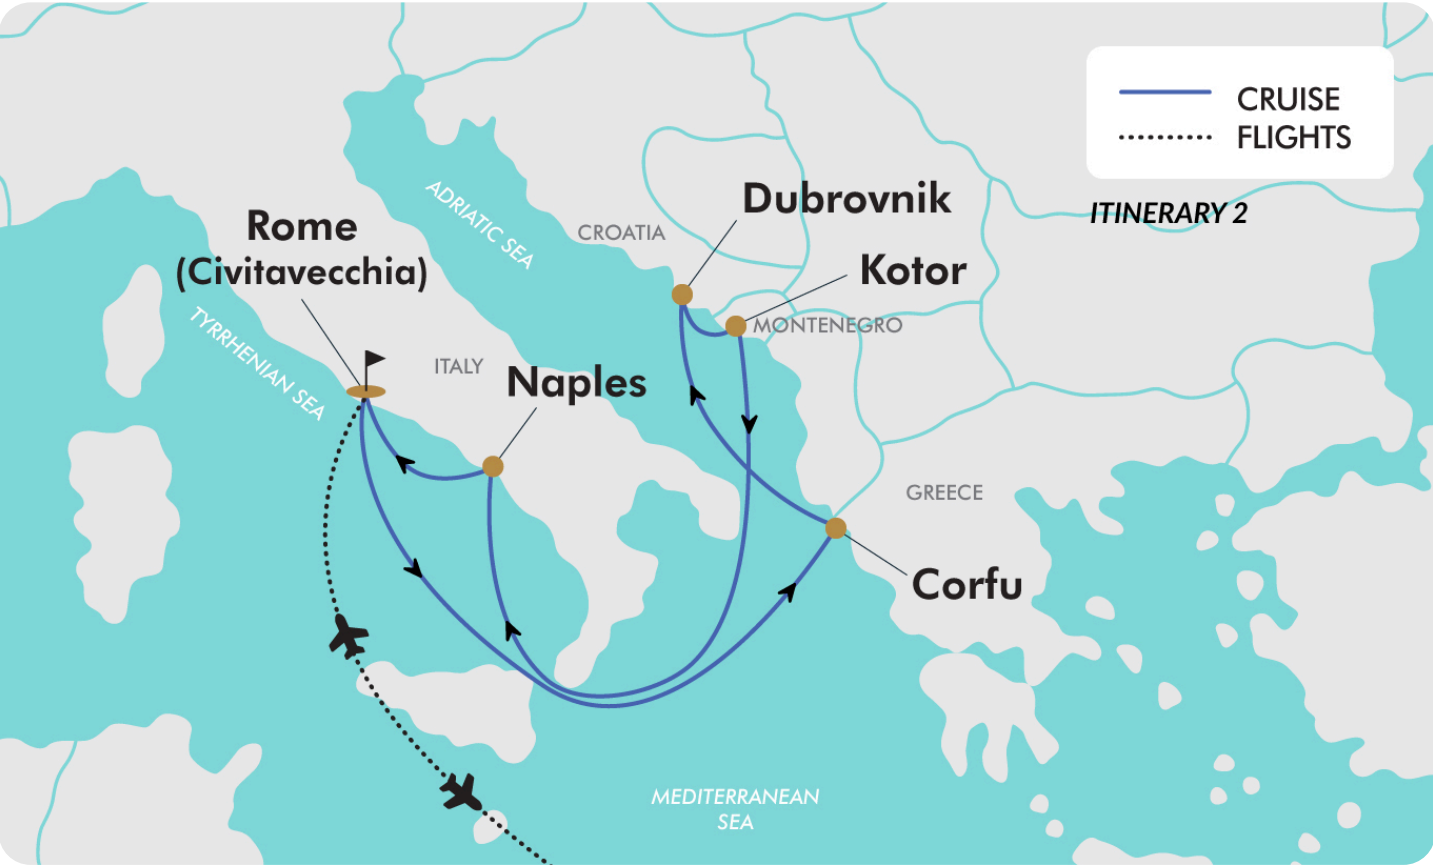 CRUISE
FLIGHTS
ITINERARY 2
ADRIATIC SEA
Dubrovnik
CROATIA
Rome
(Civitavecchia)
Kotor
MONTENEGRO
TYRRHENIAN SEA
ITALY
Naples
GREECE
Corfu
MEDITERRANEAN
SEA